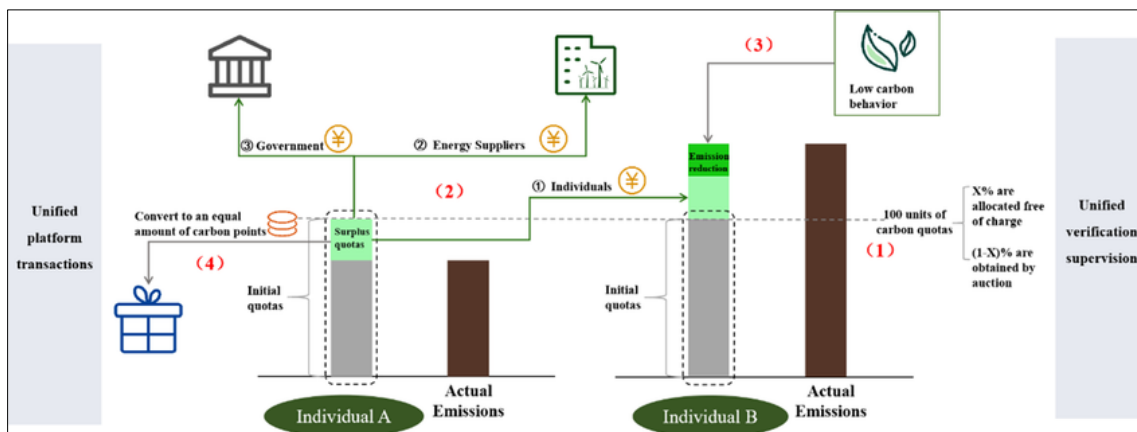 Unified
platform
transactions
③ Government ¥
② Energy Suppliers ¥
(3)
Low carbon
behavior
Unified
verification
supervision
(2)
① Individuals ¥
Emission
reduction
Convert to an equal
amount of carbon points
Surplus
quotas
(4)
Initial
quotas
Initial
quotas
100 units of
carbon quotas
(1)
X% are
allocated free
of charge
(1-X)% are
obtained by
auction
Individual A
Actual
Emissions
Individual B
Actual
Emissions